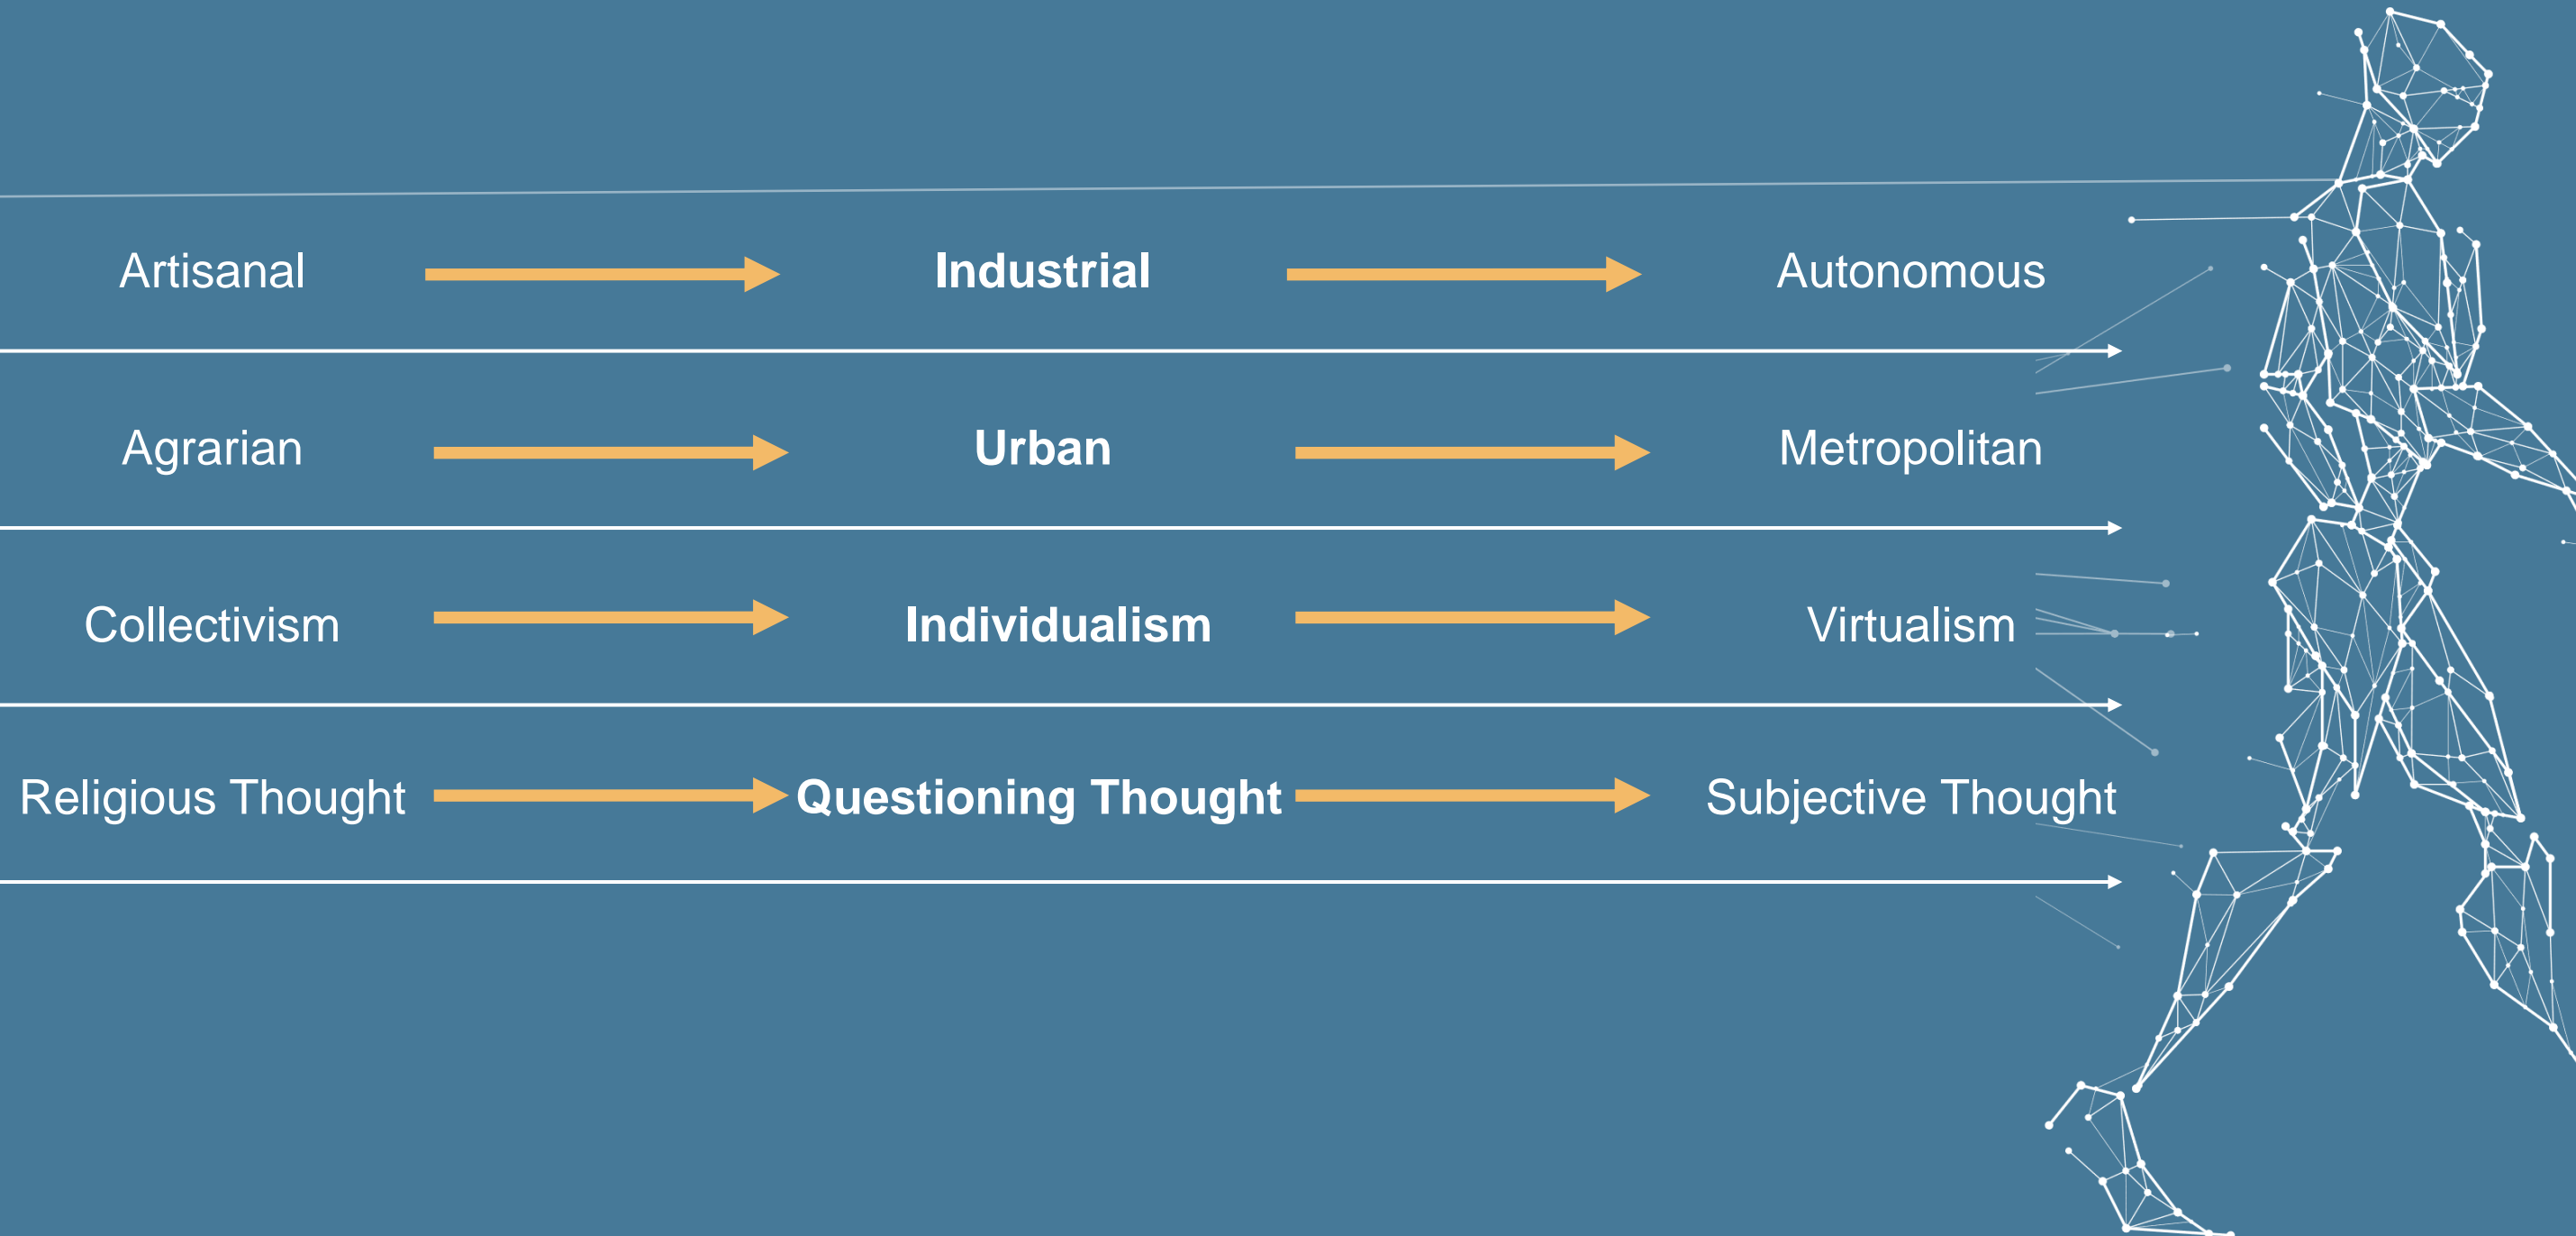 Artisanal Industrial Autonomous
Agrarian Urban Metropolitan
Collectivism Individualism Virtualism
Religious Thought Questioning Thought Subjective Thought